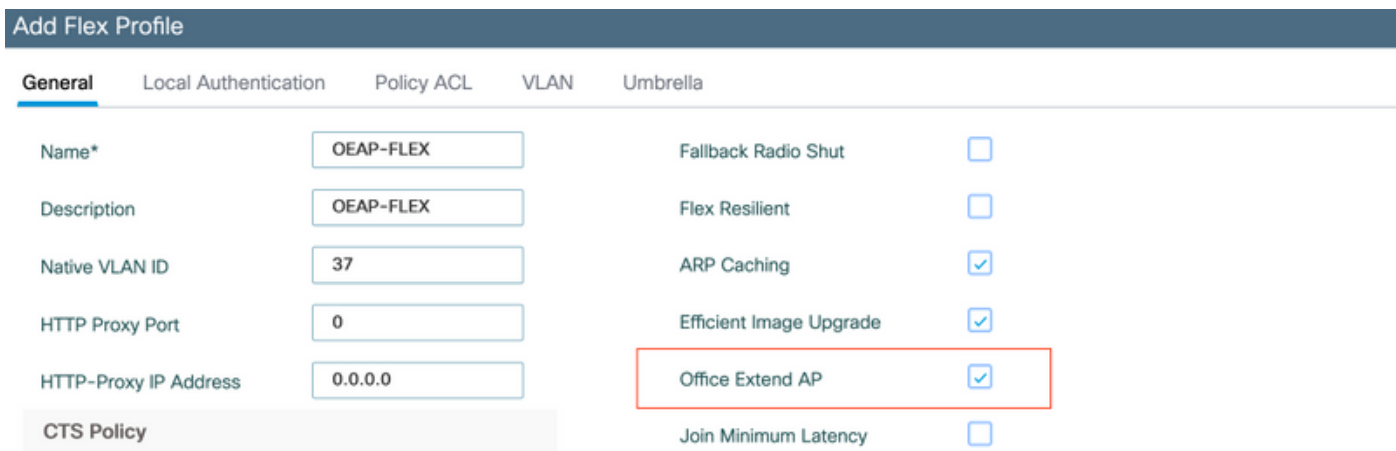 Add Flex Profile
General Local Authentication Policy ACL VLAN Umbrella
Name* OEAP-FLEX Fallback Radio Shut
Description OEAP-FLEX Flex Resilient
Native VLAN ID 37 ARP Caching
HTTP Proxy Port 0 Efficient Image Upgrade
HTTP-Proxy IP Address 0.0.0.0 Office Extend AP
CTS Policy Join Minimum Latency